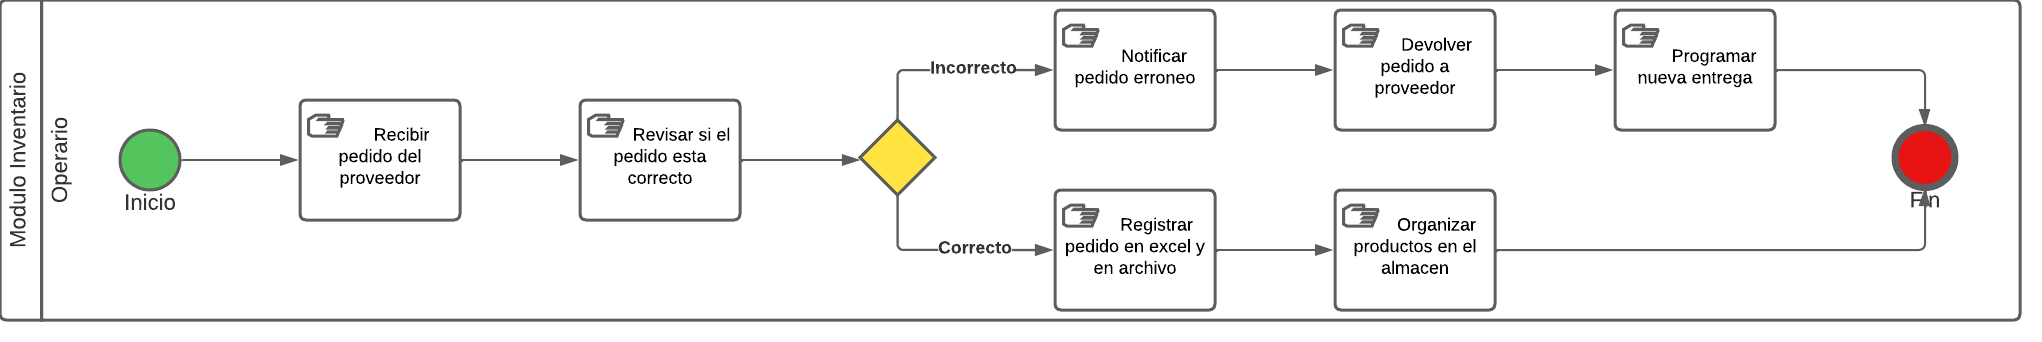 Modulo Inventario
Operario
Inicio
Recibir
pedido del
proveedor
Revisar si el
pedido esta
correcto
Incorrecto
Notificar
pedido erroneo
Devolver
pedido a
proveedor
Programar
nueva entrega
Correcto
Registrar
pedido en excel y
en archivo
Organizar
productos en el
almacen
Fin